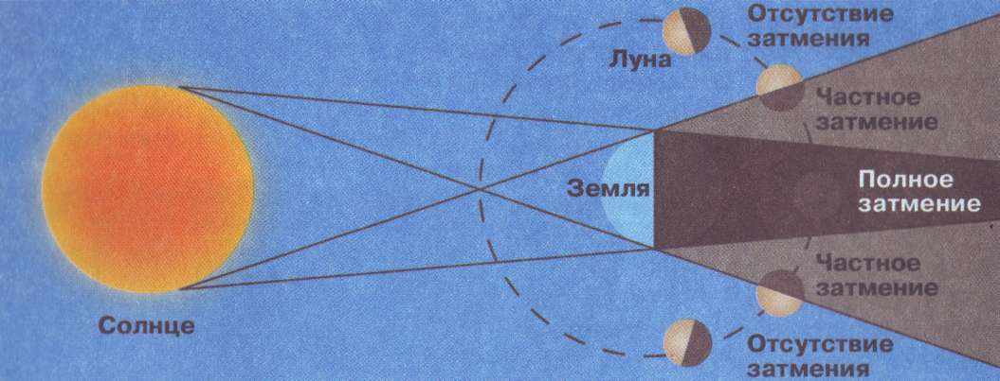 Отсутствие
затмения
Луна
Частное
затмение
Земля
Полное
затмение
Частное
затмение
Солнце
Отсутствие
затмения